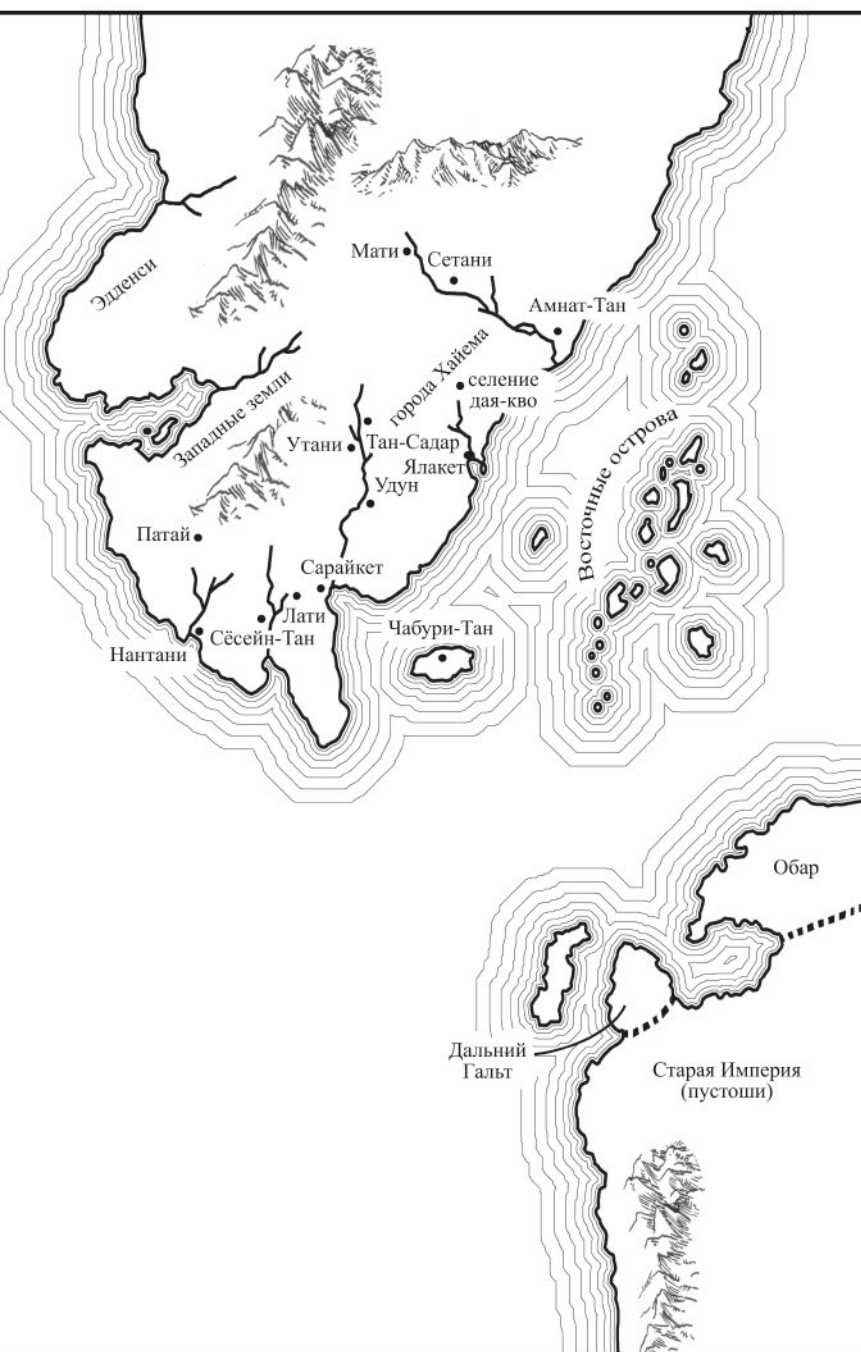 Мати
Сетани
Эдденси
Амнат-Тан
города Хайема
селение
дая-кво
Западные земли
Восточные острова
Утани
Тан-Садар
Ялакет
Удун
Патай
Сарайкет
Лати
Сёсейн-Тан
Чабури-Тан
Нантани
Обар
Дальний
Гальт
Старая Империя
(пустоши)